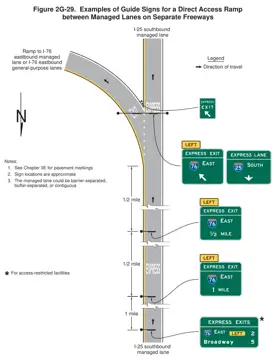 Figure 2G-29. Examples of Guide Signs for a Direct Access Ramp
between Managed Lanes on Separate Freeways
I-25 southbound
managed lane
Ramp to I-76
eastbound managed
lane or I-76 eastbound
general-purpose lanes
Legend
Direction of travel
EXPRESS
EXIT
N
LEFT
EXPRESS EXIT
76 EAST
EXPRESS LANE
25 SOUTH
Notes:
1. See Chapter 3E for pavement markings
2. Sign locations are approximate
3. The managed lane could be barrier-separated,
buffer-separated, or contiguous
1/2 mile
LEFT
EXPRESS EXIT
76 EAST
1/2 MILE
1/2 mile
LEFT
EXPRESS EXIT
76 EAST
1 MILE
* For access-restricted facilities
1 mile
*
EXPRESS EXITS
76 EAST LEFT 2
Broadway 5
I-25 southbound
managed lane